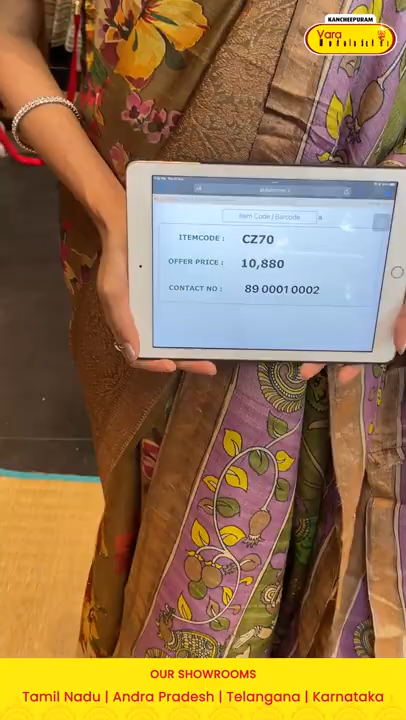 KANCHEEPURAM
Vara
Item Code / Barcode
ITEMCODE : CZ70
OFFER PRICE : 10,880
CONTACT NO : 89 0001 0002
OUR SHOWROOMS
Tamil Nadu | Andra Pradesh | Telangana | Karnataka